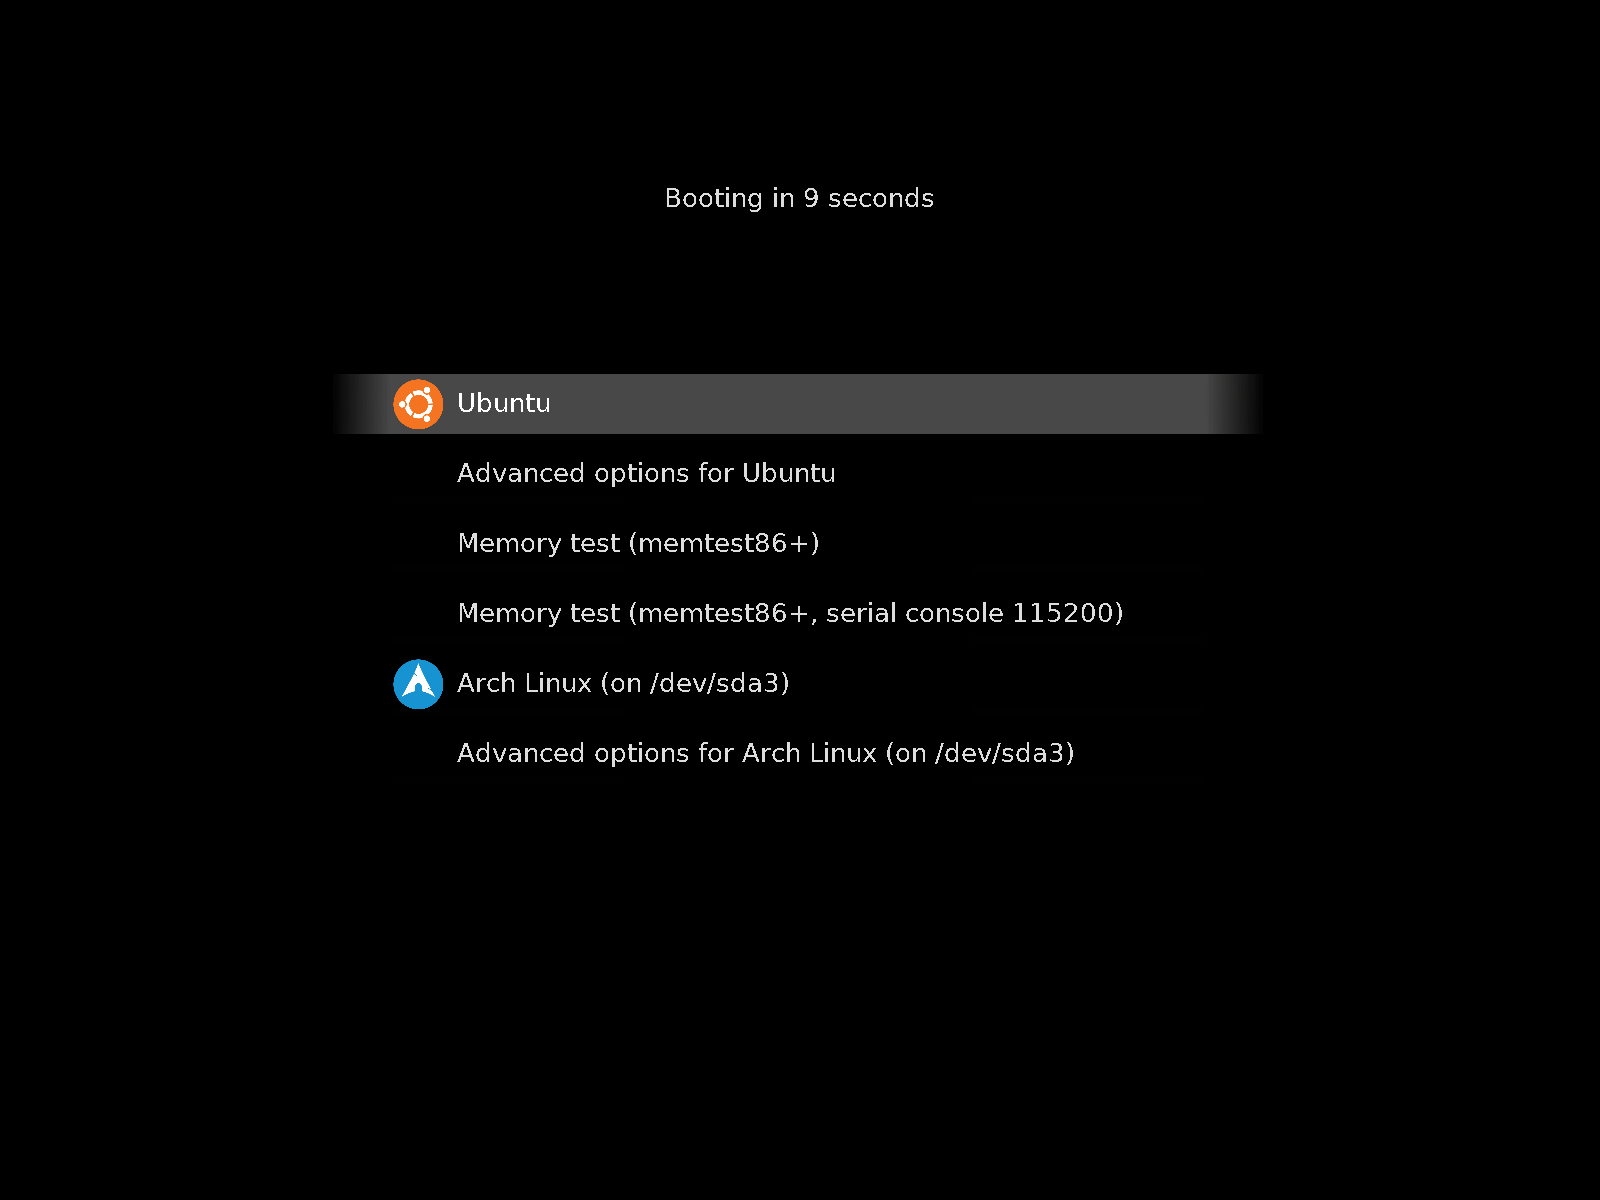 Booting in 9 seconds
Ubuntu
Advanced options for Ubuntu
Memory test (memtest86+)
Memory test (memtest86+, serial console 115200)
Arch Linux (on /dev/sda3)
Advanced options for Arch Linux (on /dev/sda3)